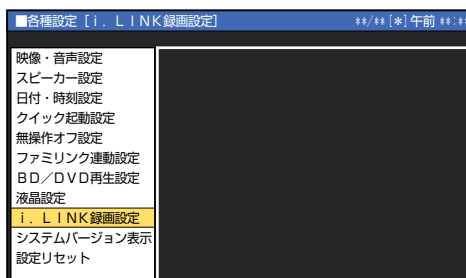 ■各種設定［ｉ．ＬＩＮＫ録画設定］ **/**[*]午前 **:**
映像・音声設定
スピーカー設定
日付・時刻設定
クイック起動設定
無操作オフ設定
ファミリンク連動設定
ＢＤ／ＤＶＤ再生設定
液晶設定
ｉ．ＬＩＮＫ録画設定
システムバージョン表示
設定リセット